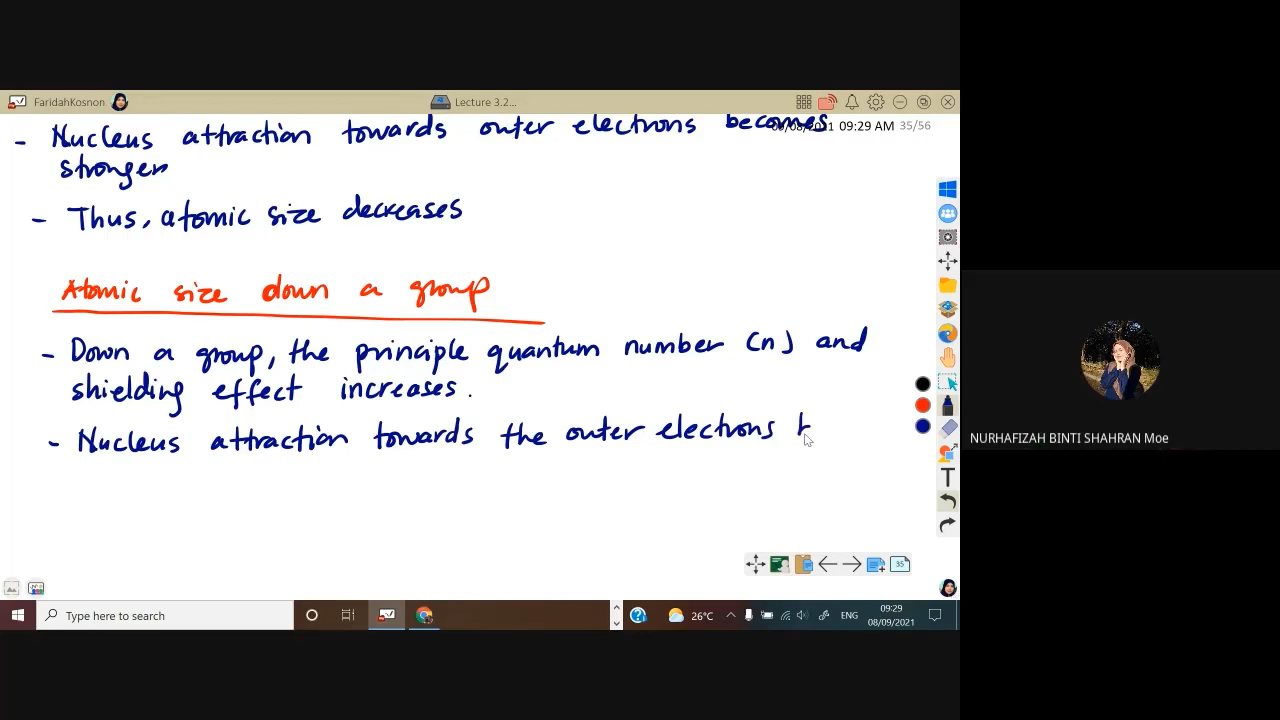 FaridahKosnon
Lecture 3.2...
- Nucleus attraction towards outer electrons becomes
09/08/2021 09:29 AM 35/56
stronger
- Thus, atomic size decreases
Atomic size down a group
- Down a group, the principle quantum number (n) and
shielding effect increases.
- Nucleus attraction towards the outer electrons
NURHAFIZAH BINTI SHAHRAN Moe
T
35
Type here to search
26°C
ENG
09:29
08/09/2021